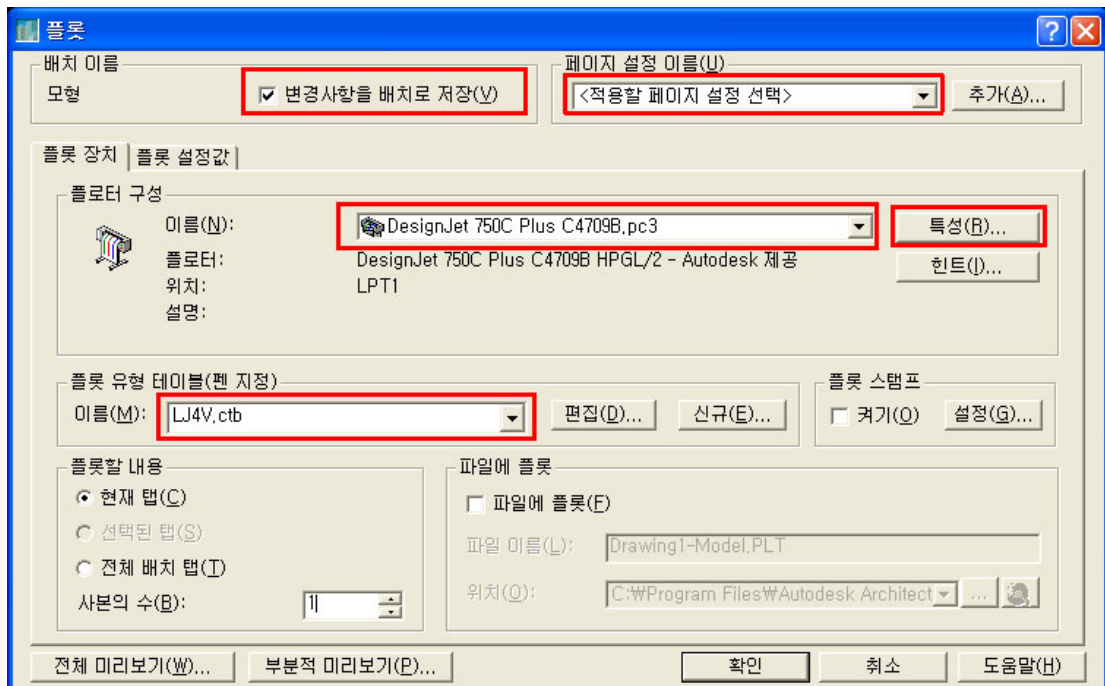 플롯
배치 이름
모형
변경사항을 배치로 저장(V)
페이지 설정 이름(U)
<적용할 페이지 설정 선택>
추가(A)...
플롯 장치
플롯 설정값
플로터 구성
이름(N):
DesignJet 750C Plus C4709B.pc3
특성(R)...
플로터:
DesignJet 750C Plus C4709B HPGL/2 - Autodesk 제공
힌트(I)...
위치:
LPT1
설명:
플롯 유형 테이블(펜 지정)
이름(M):
LJ4V.ctb
편집(D)...
신규(E)...
플롯 스탬프
켜기(O)
설정(G)...
플롯할 내용
현재 탭(C)
선택된 탭(S)
전체 배치 탭(T)
사본의 수(B):
1
파일에 플롯
파일에 플롯(F)
파일 이름(L):
Drawing1-Model.PLT
위치(O):
C:₩Program Files₩Autodesk Architect
...
전체 미리보기(W)...
부분적 미리보기(P)...
확인
취소
도움말(H)